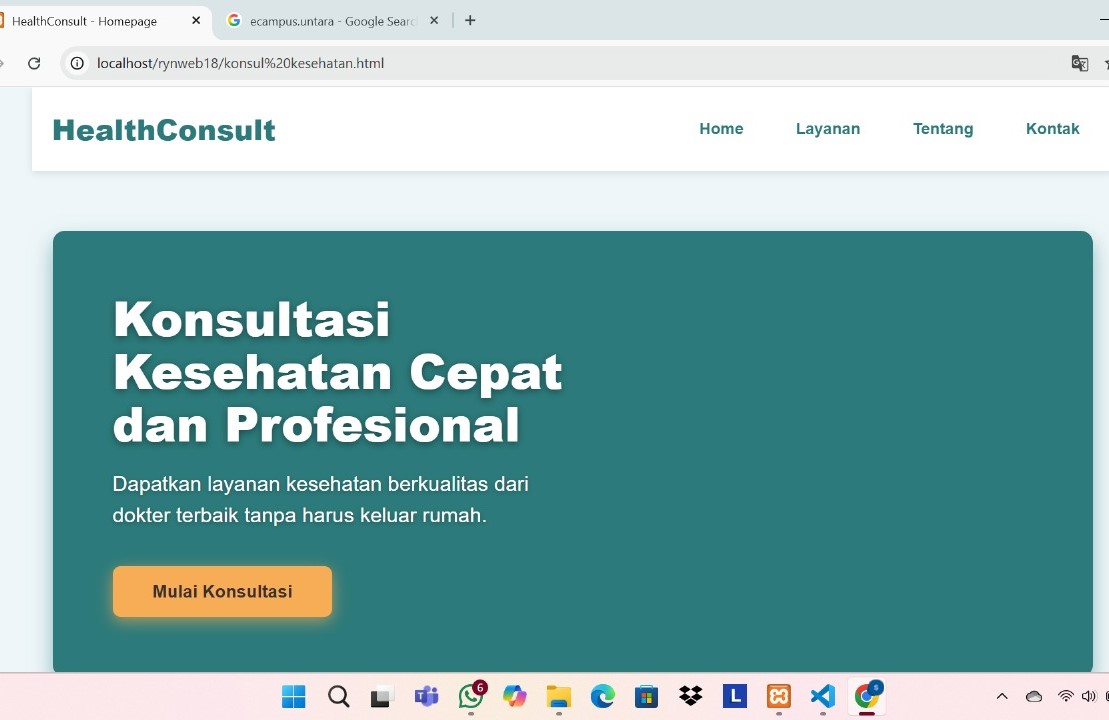 HealthConsult - Homepage
ecampus.untara - Google Searc
localhost/rynweb18/konsul%20kesehatan.html
HealthConsult
Home Layanan Tentang Kontak
Konsultasi
Kesehatan Cepat
dan Profesional
Dapatkan layanan kesehatan berkualitas dari
dokter terbaik tanpa harus keluar rumah.
Mulai Konsultasi
6
L